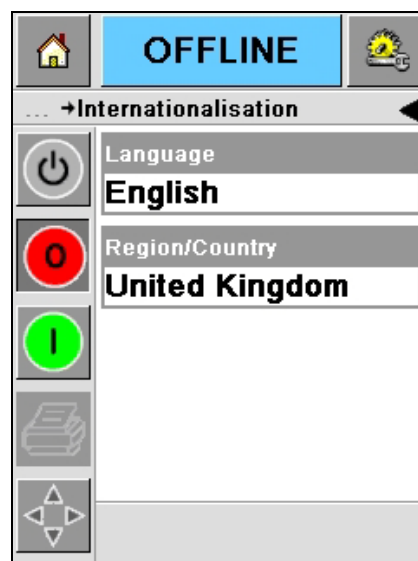 OFFLINE
... →Internationalisation
Language
English
Region/Country
United Kingdom
O
I